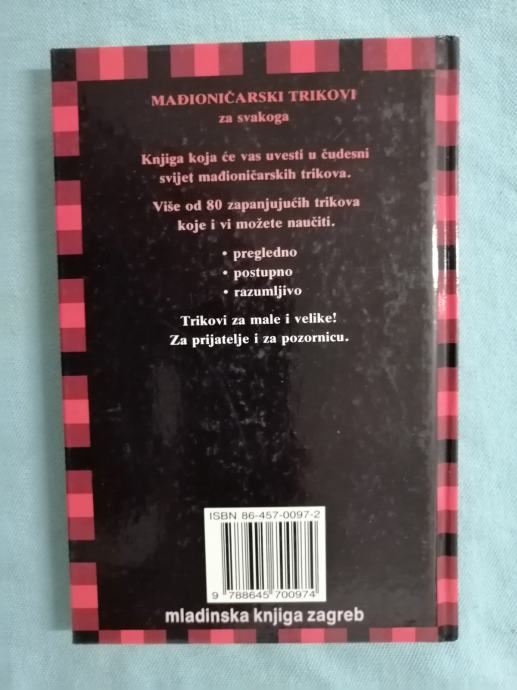 MAĐIONIČARSKI TRIKOVI
za svakoga
Knjiga koja će vas uvesti u čudesni
svijet mađioničarskih trikova.
Više od 80 zapanjujućih trikova
koje i vi možete naučiti.
• pregledno
• postupno
• razumljivo
Trikovi za male i velike!
Za prijatelje i za pozornicu.
ISBN 86-457-0097-2
9 788645 700974
mladinska knjiga zagreb